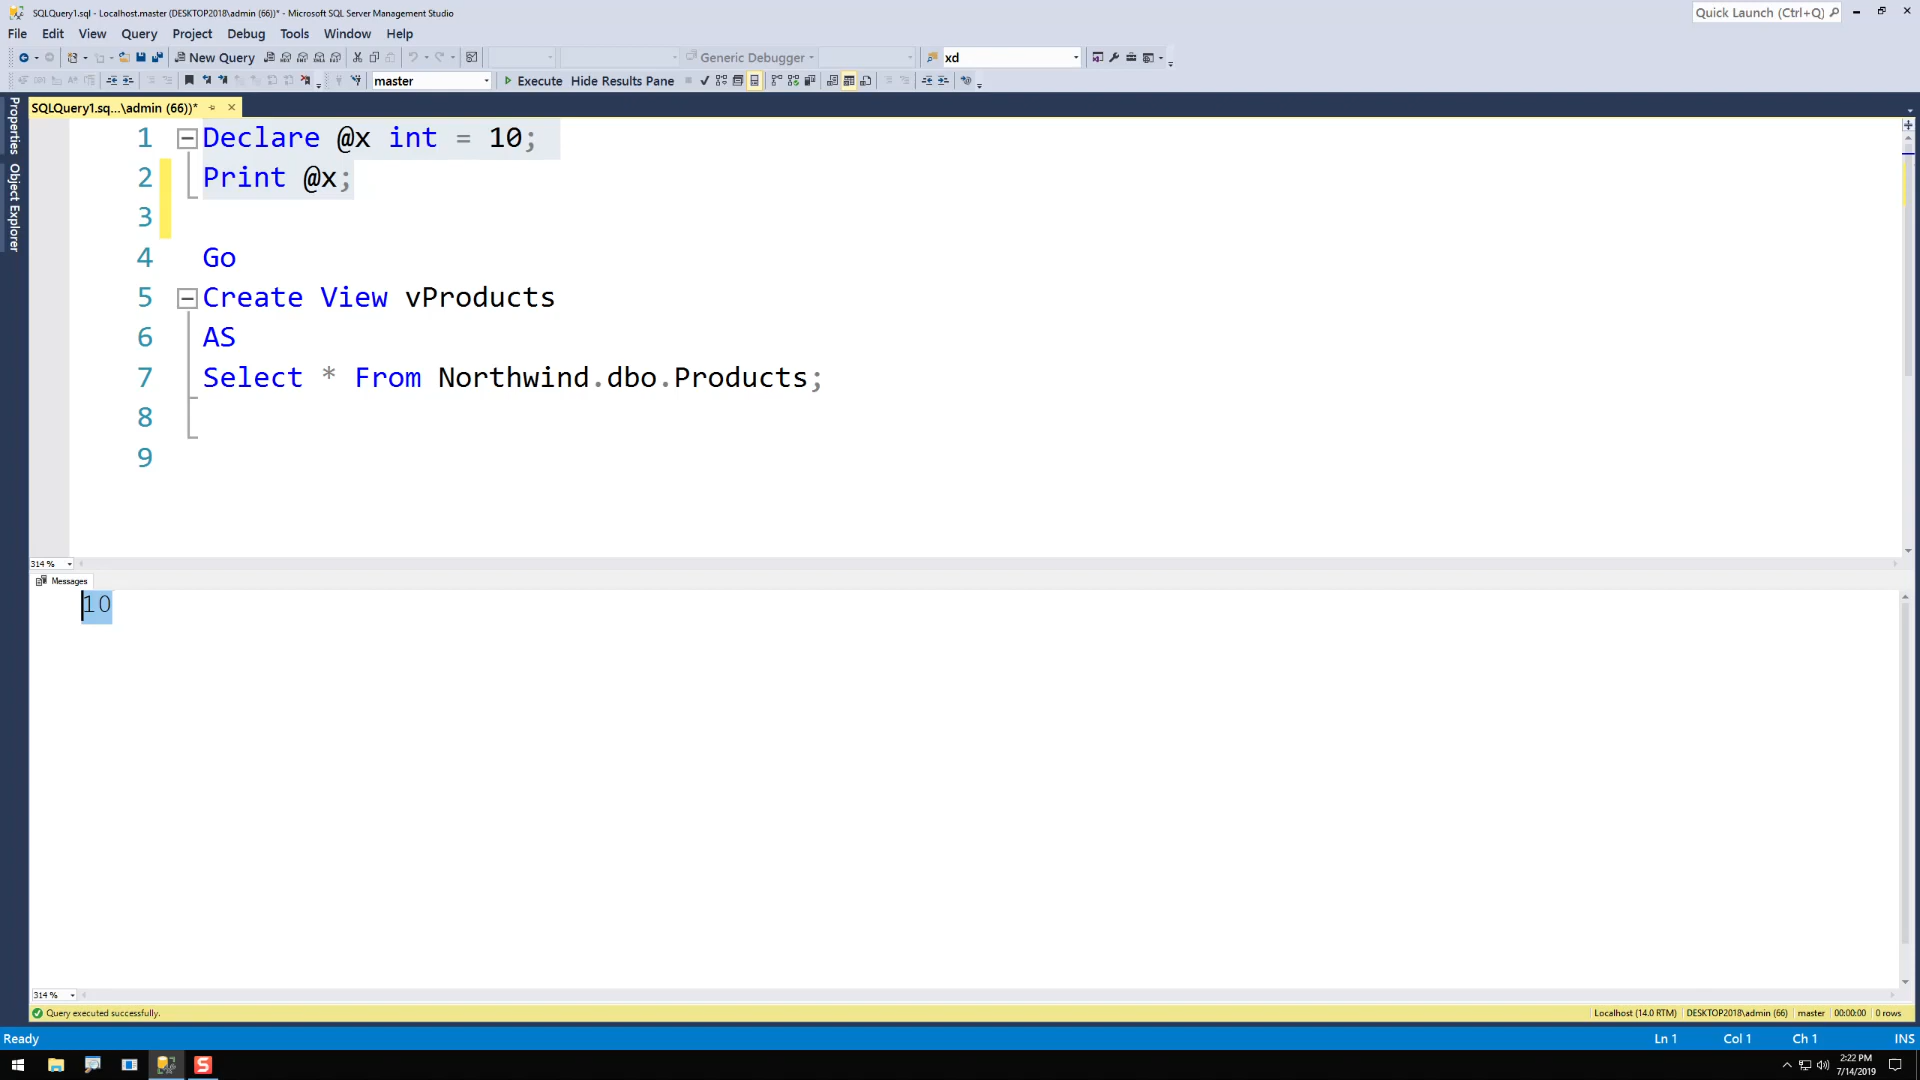 SQLQuery1.sql - Localhost.master (DESKTOP2018\admin (66))* - Microsoft SQL Server Management Studio
Quick Launch (Ctrl+Q)
File Edit View Query Project Debug Tools Window Help
New Query
Generic Debugger
xd
master
Execute Hide Results Pane
SQLQuery1.sq...\admin (66))*
Properties
Object Explorer
1 Declare @x int = 10;
2 Print @x;
3
4 Go
5 Create View vProducts
6 AS
7 Select * From Northwind.dbo.Products;
8
9
314 %
Messages
10
314 %
Query executed successfully.
Localhost (14.0 RTM) DESKTOP2018\admin (66) master 00:00:00 0 rows
Ready
Ln 1 Col 1 Ch 1 INS
2:22 PM
7/14/2019